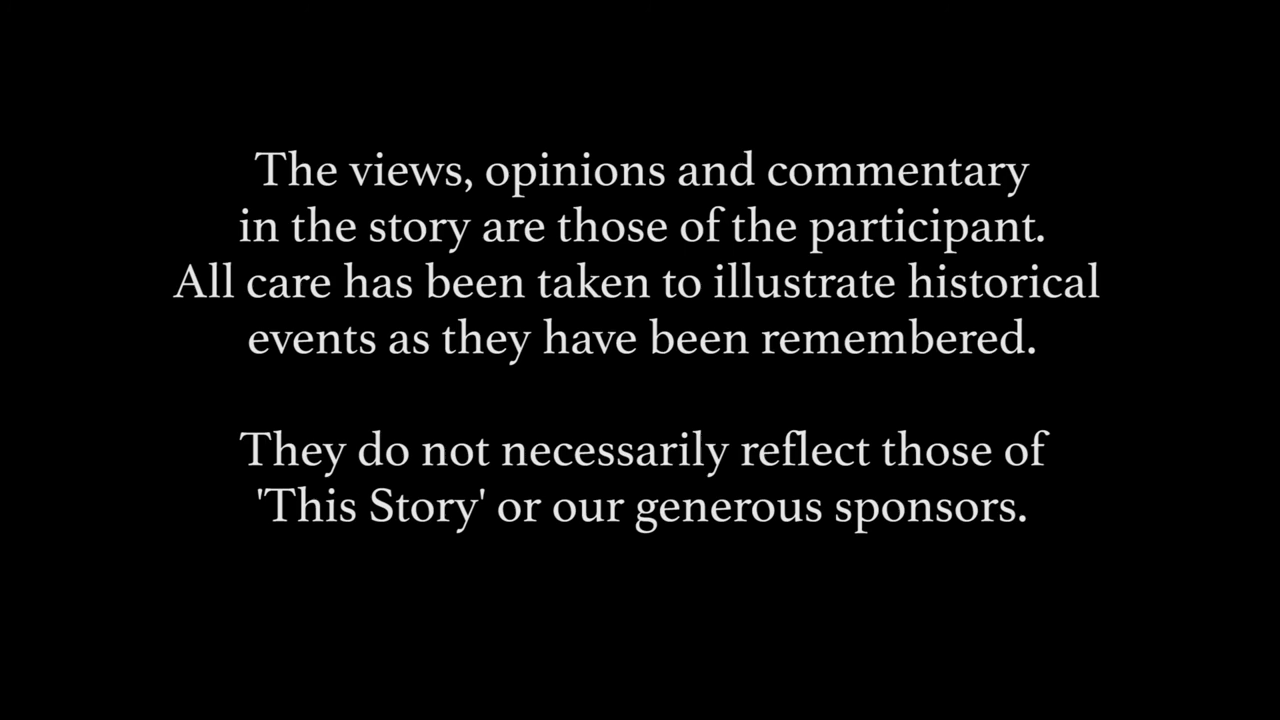 The views, opinions and commentary
in the story are those of the participant.
All care has been taken to illustrate historical
events as they have been remembered.
They do not necessarily reflect those of
'This Story' or our generous sponsors.